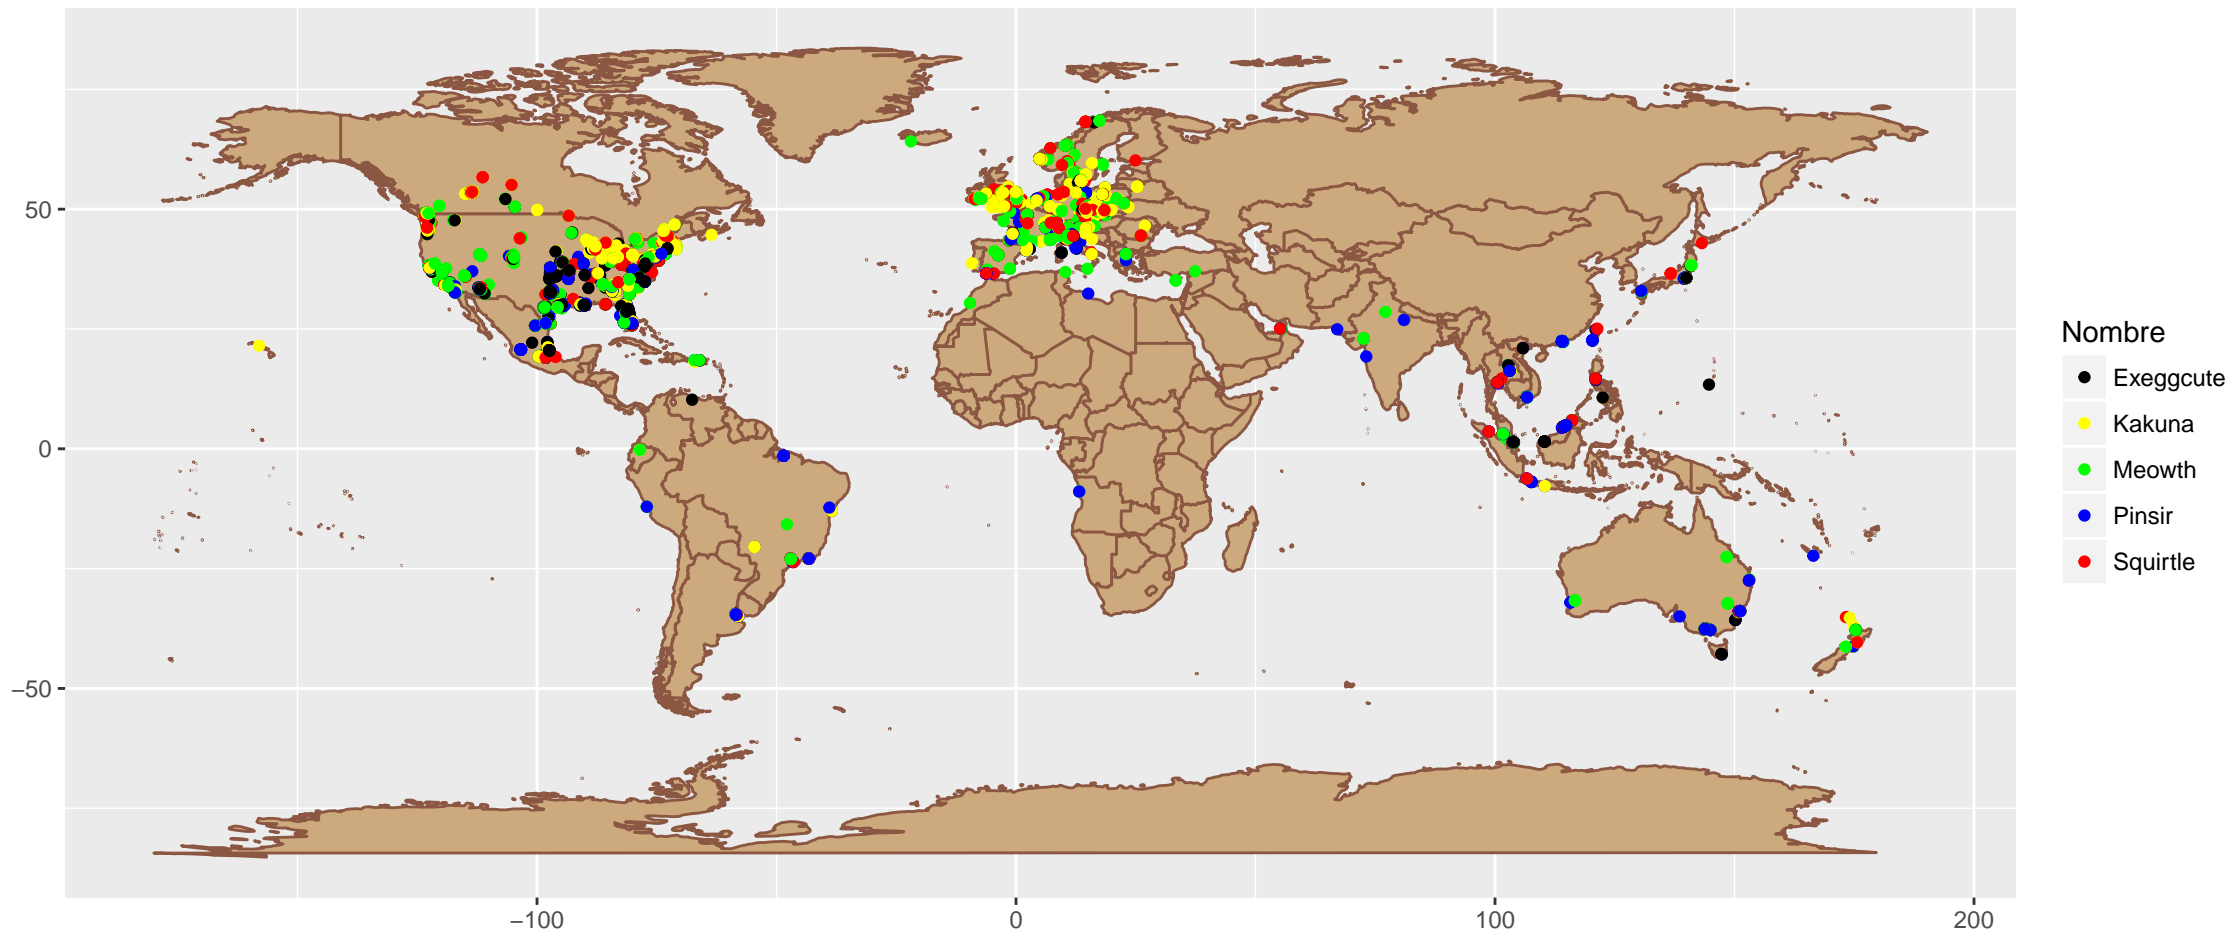 50
0
−50
−100
0
100
200
Nombre
Exeggcute
Kakuna
Meowth
Pinsir
Squirtle